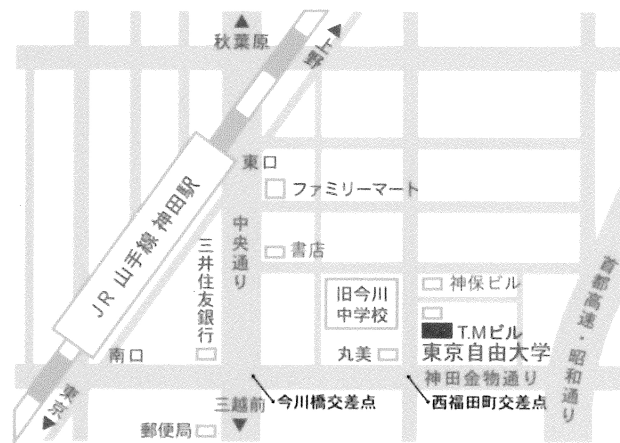 秋葉原
上野
東口
ファミリーマート
JR 山手線 神田駅
中央通り
書店
三井住友銀行
旧今川
中学校
神保ビル
T.Mビル
東京自由大学
丸美
南口
神田金物通り
首都高速・昭和通り
東京
三越前
今川橋交差点
西福田町交差点
郵便局